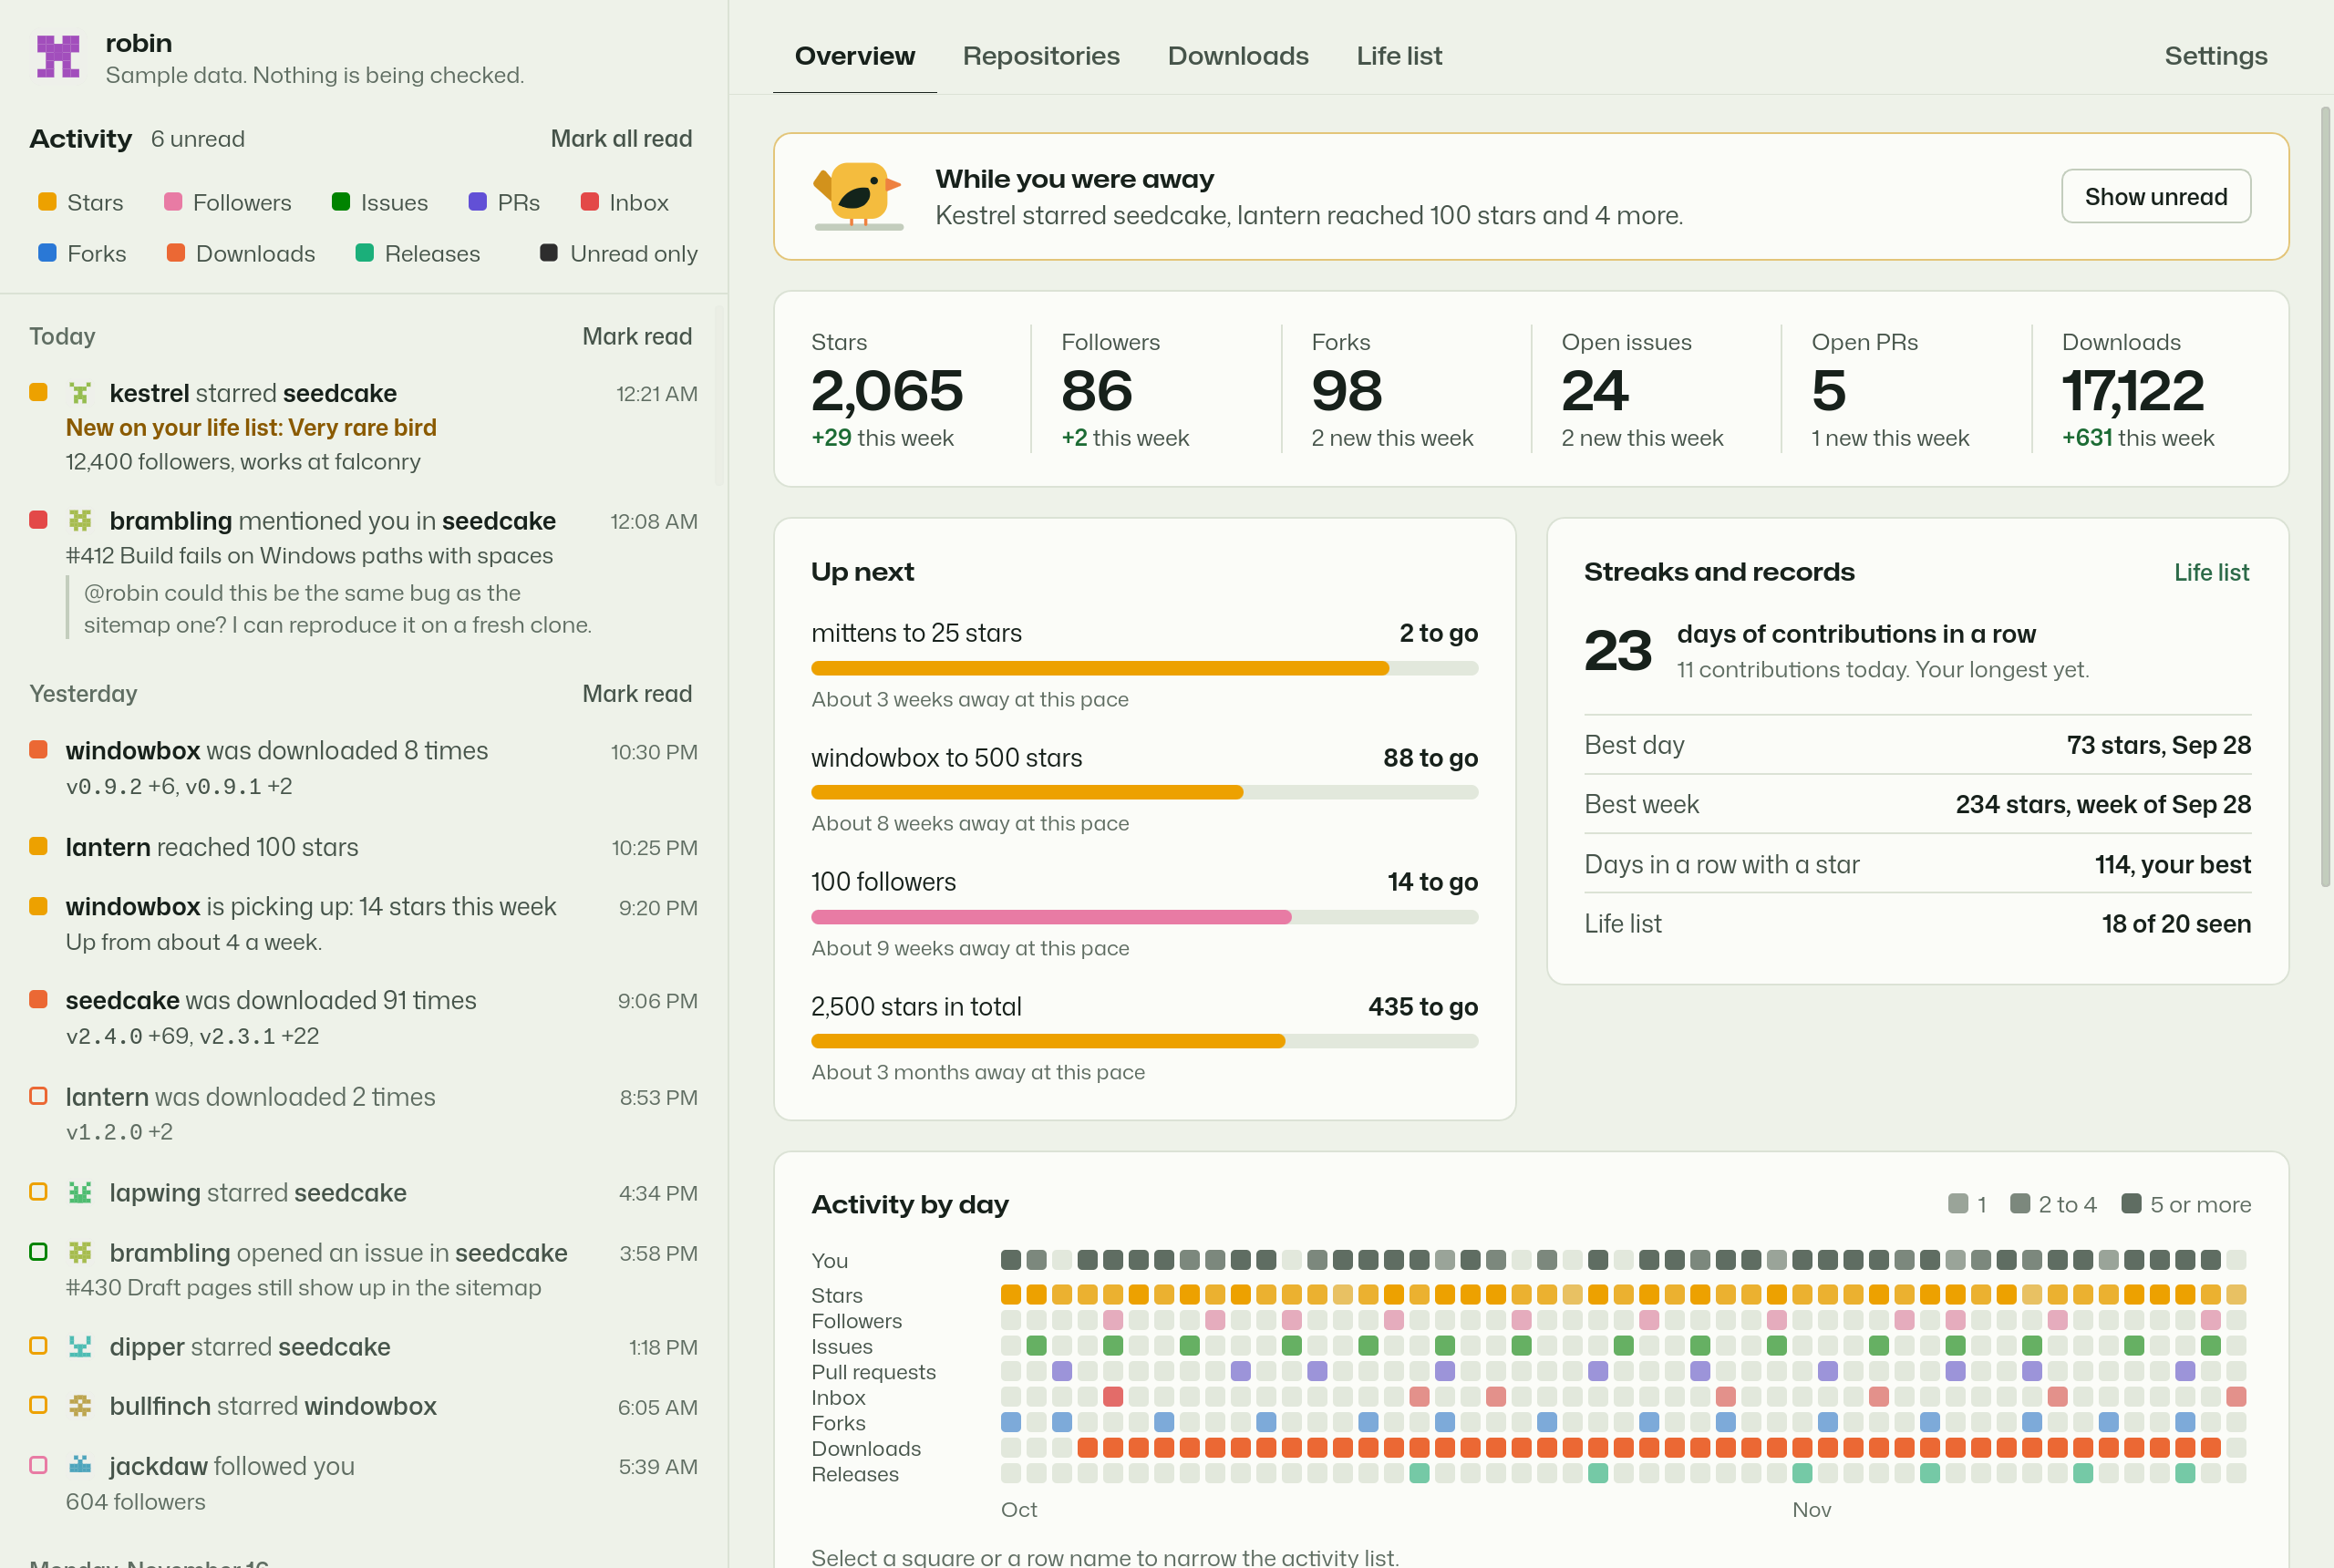 robin
Sample data. Nothing is being checked.
Activity 6 unread Mark all read
Stars Followers Issues PRs Inbox
Forks Downloads Releases Unread only
Today Mark read
kestrel starred seedcake 12:21 AM
New on your life list: Very rare bird
12,400 followers, works at falconry
brambling mentioned you in seedcake 12:08 AM
#412 Build fails on Windows paths with spaces
@robin could this be the same bug as the
sitemap one? I can reproduce it on a fresh clone.
Yesterday Mark read
windowbox was downloaded 8 times 10:30 PM
v0.9.2 +6, v0.9.1 +2
lantern reached 100 stars 10:25 PM
windowbox is picking up: 14 stars this week 9:20 PM
Up from about 4 a week.
seedcake was downloaded 91 times 9:06 PM
v2.4.0 +69, v2.3.1 +22
lantern was downloaded 2 times 8:53 PM
v1.2.0 +2
lapwing starred seedcake 4:34 PM
brambling opened an issue in seedcake 3:58 PM
#430 Draft pages still show up in the sitemap
dipper starred seedcake 1:18 PM
bullfinch starred windowbox 6:05 AM
jackdaw followed you 5:39 AM
604 followers
Monday, November 16
Overview Repositories Downloads Life list Settings
While you were away
Kestrel starred seedcake, lantern reached 100 stars and 4 more.
Show unread
Stars Followers Forks Open issues Open PRs Downloads
2,065 86 98 24 5 17,122
+29 this week +2 this week 2 new this week 2 new this week 1 new this week +631 this week
Up next
mittens to 25 stars 2 to go
About 3 weeks away at this pace
windowbox to 500 stars 88 to go
About 8 weeks away at this pace
100 followers 14 to go
About 9 weeks away at this pace
2,500 stars in total 435 to go
About 3 months away at this pace
Streaks and records Life list
23 days of contributions in a row
11 contributions today. Your longest yet.
Best day 73 stars, Sep 28
Best week 234 stars, week of Sep 28
Days in a row with a star 114, your best
Life list 18 of 20 seen
Activity by day 1 2 to 4 5 or more
You
Stars
Followers
Issues
Pull requests
Inbox
Forks
Downloads
Releases
Oct Nov
Select a square or a row name to narrow the activity list.